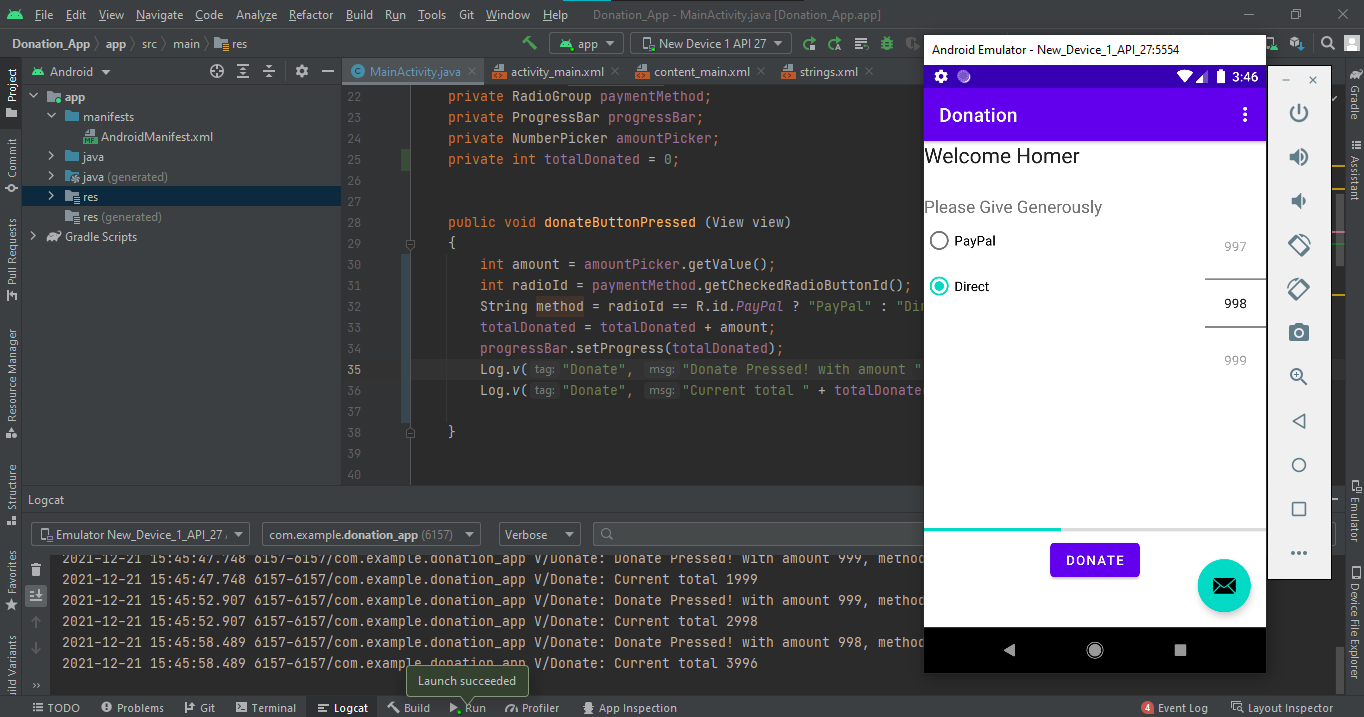 File Edit View Navigate Code Analyze Refactor Build Run Tools Git Window Help Donation_App - MainActivity.java [Donation_App.app]
Donation_App app src main res
app New Device 1 API 27
Android
MainActivity.java activity_main.xml content_main.xml strings.xml
app
manifests
AndroidManifest.xml
java
java (generated)
res
res (generated)
Gradle Scripts
Project
Commit
Pull Requests
Resource Manager
Structure
Favorites
22 private RadioGroup paymentMethod;
23 private ProgressBar progressBar;
24 private NumberPicker amountPicker;
25 private int totalDonated = 0;
26
27
28 public void donateButtonPressed (View view)
29 {
30 int amount = amountPicker.getValue();
31 int radioId = paymentMethod.getCheckedRadioButtonId();
32 String method = radioId == R.id.PayPal ? "PayPal" : "Di
33 totalDonated = totalDonated + amount;
34 progressBar.setProgress(totalDonated);
35 Log.v( tag: "Donate", msg: "Donate Pressed! with amount "
36 Log.v( tag: "Donate", msg: "Current total " + totalDonate
37
38 }
39
40
Android Emulator - New_Device_1_API_27:5554
3:46
Donation
Welcome Homer
Please Give Generously
PayPal
Direct
997
998
999
DONATE
Gradle
Assistant
Emulator
Device File Explorer
Logcat
Emulator New_Device_1_API_27 com.example.donation_app (6157) Verbose
2021-12-21 15:45:47.748 6157-6157/com.example.donation_app V/Donate: Donate Pressed! with amount 999, method
2021-12-21 15:45:47.748 6157-6157/com.example.donation_app V/Donate: Current total 1999
2021-12-21 15:45:52.907 6157-6157/com.example.donation_app V/Donate: Donate Pressed! with amount 999, method
2021-12-21 15:45:52.907 6157-6157/com.example.donation_app V/Donate: Current total 2998
2021-12-21 15:45:58.489 6157-6157/com.example.donation_app V/Donate: Donate Pressed! with amount 998, method
2021-12-21 15:45:58.489 6157-6157/com.example.donation_app V/Donate: Current total 3996
Launch succeeded
TODO Problems Git Terminal Logcat Build Run Profiler App Inspection 4 Event Log Layout Inspector